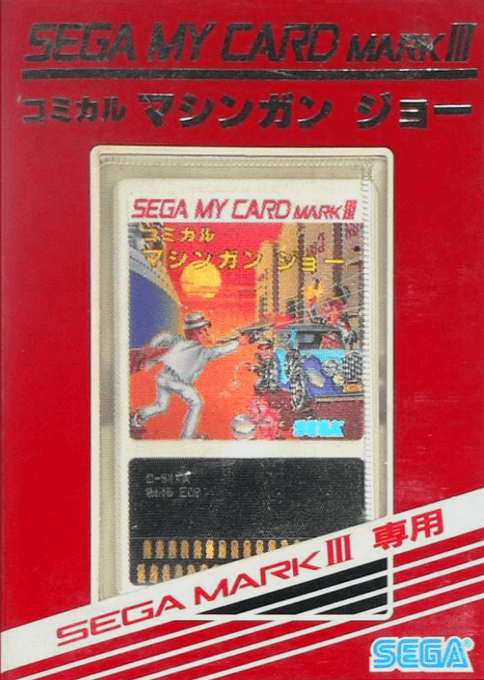 SEGA MY CARD MARK III
コミカル マシンガン ジョー
SEGA MY CARD MARK III
コミカル
マシンガン ジョー
SEGA
SEGA MARK III 専用
SEGA®